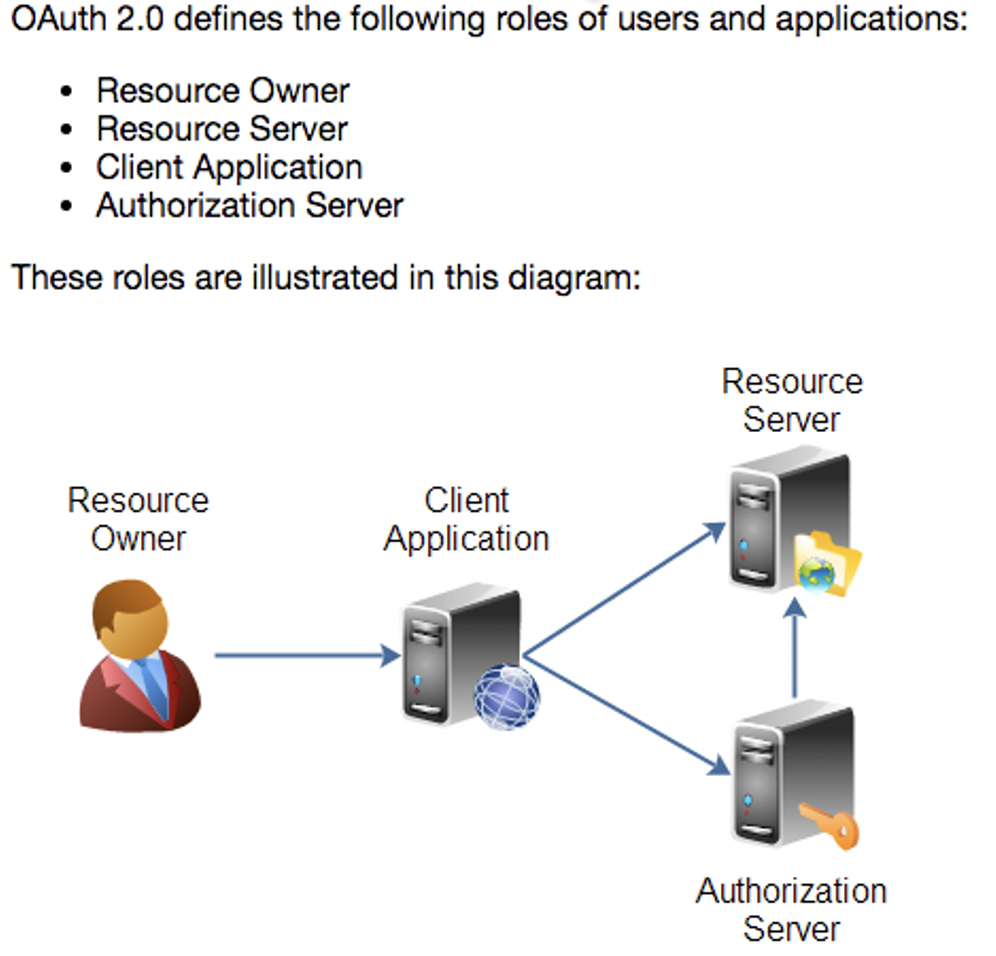 OAuth 2.0 defines the following roles of users and applications:
• Resource Owner
• Resource Server
• Client Application
• Authorization Server
These roles are illustrated in this diagram:
Resource
Server
Resource
Owner
Client
Application
Authorization
Server